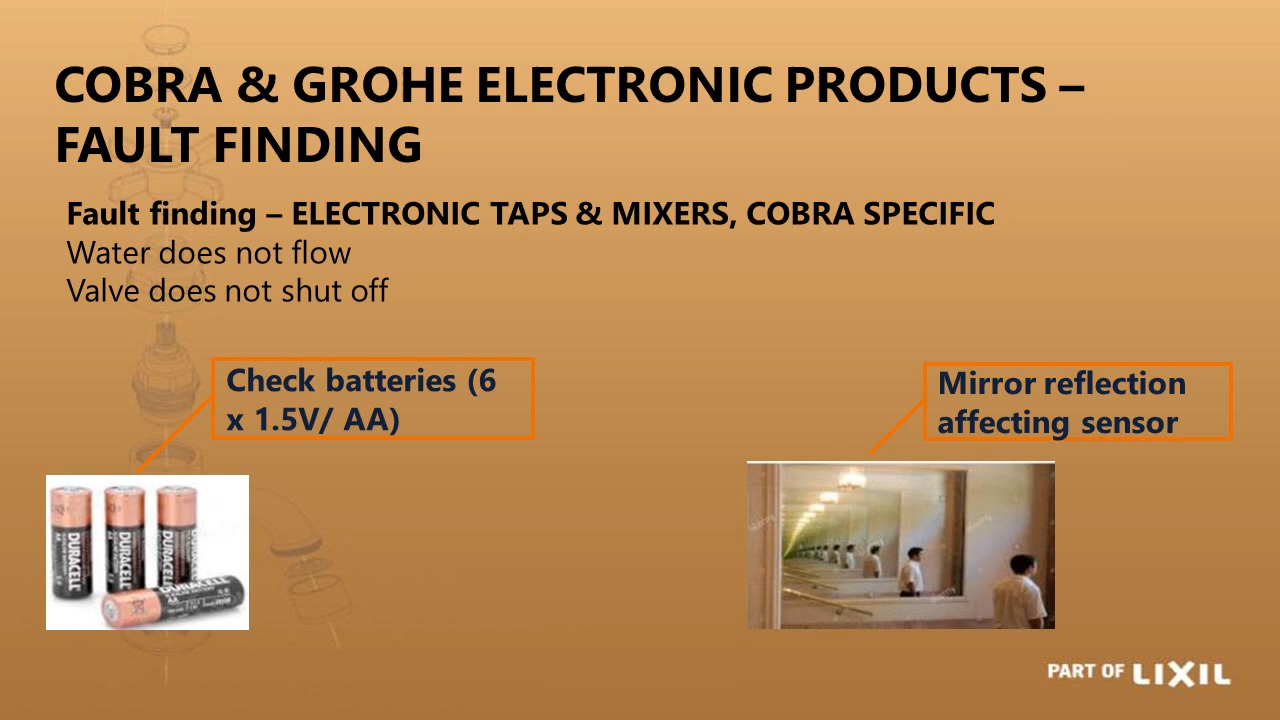 COBRA & GROHE ELECTRONIC PRODUCTS –
FAULT FINDING
Fault finding – ELECTRONIC TAPS & MIXERS, COBRA SPECIFIC
Water does not flow
Valve does not shut off
Check batteries (6
x 1.5V/ AA)
Mirror reflection
affecting sensor
DURACELL
DURACELL
DURACELL
DURACELL
AA
PART OF LIXIL